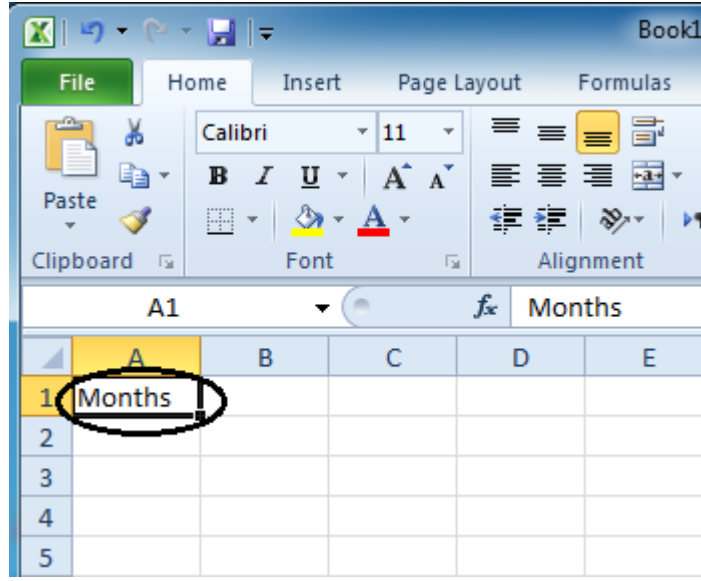 Book1
File Home Insert Page Layout Formulas
Calibri 11
B I U A A
Paste
A
Clipboard Font Alignment
A1 fx Months
A B C D E
1 Months
2
3
4
5